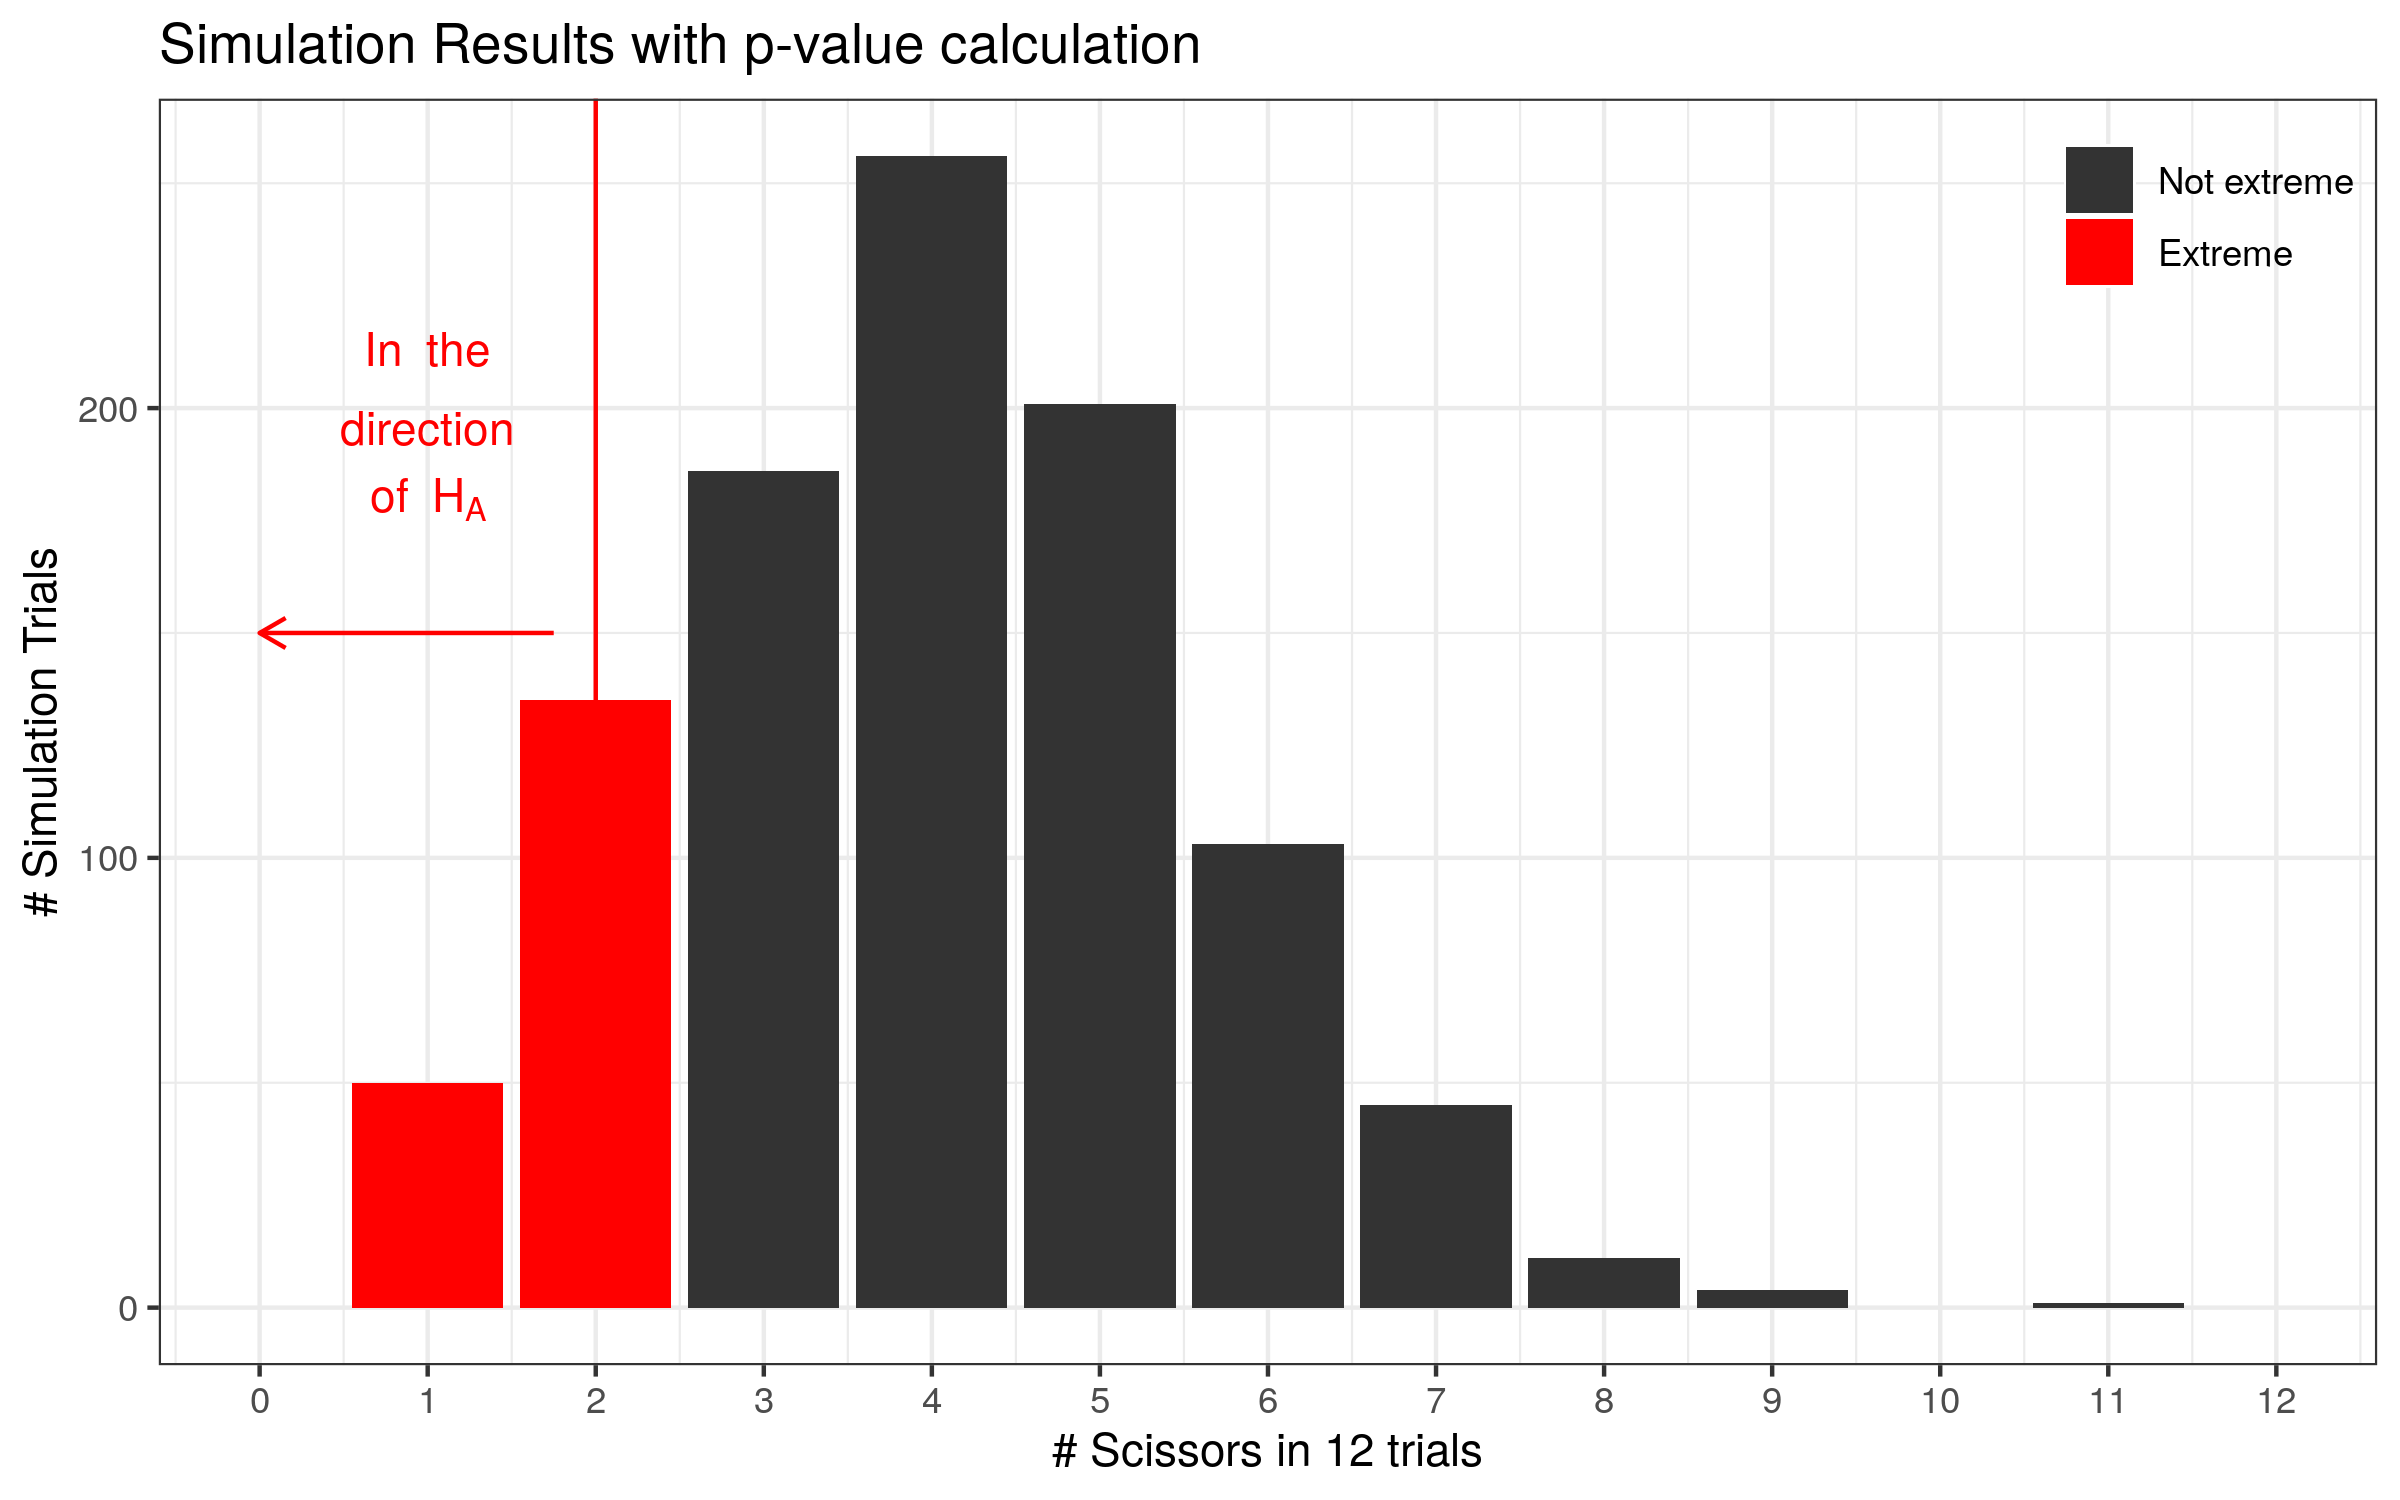 Simulation Results with p-value calculation
Not extreme
Extreme
In the
direction
of H_A
# Simulation Trials
200
100
0
0 1 2 3 4 5 6 7 8 9 10 11 12
# Scissors in 12 trials